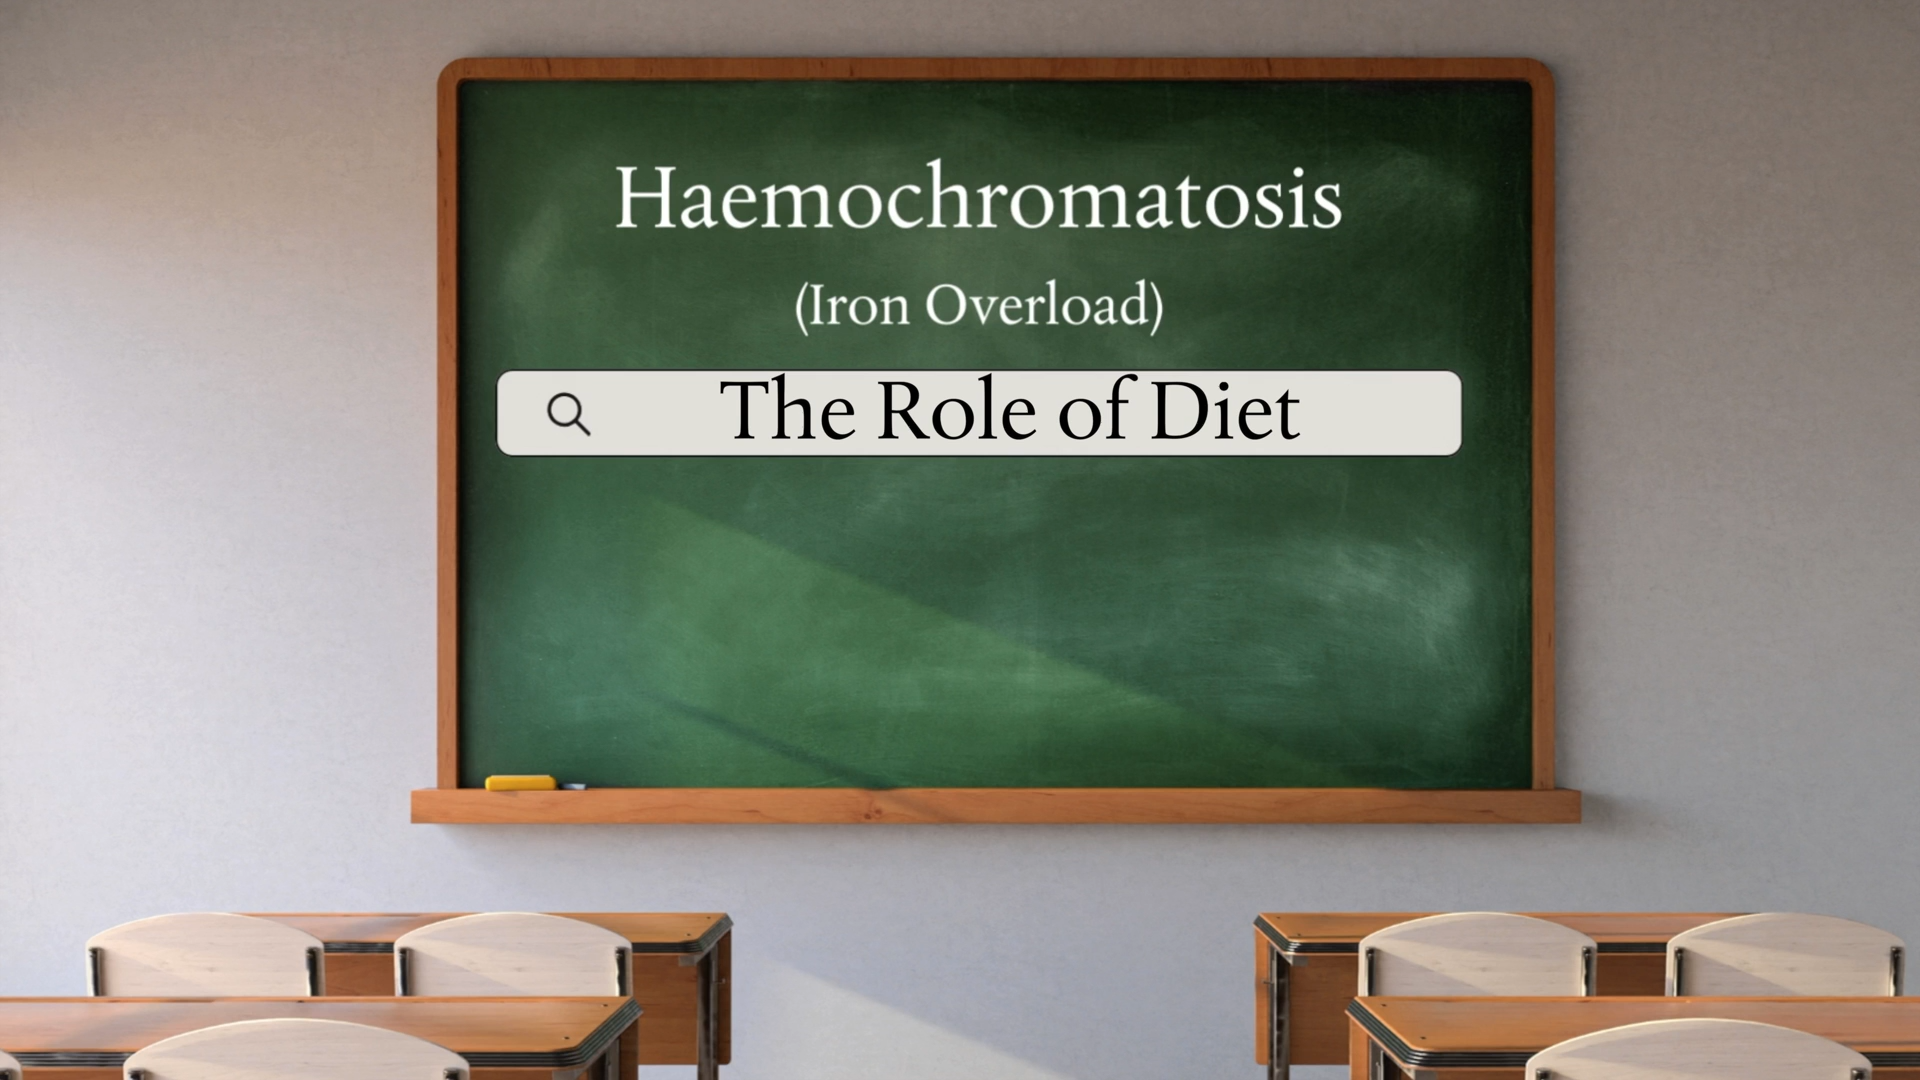 Haemochromatosis
(Iron Overload)
The Role of Diet